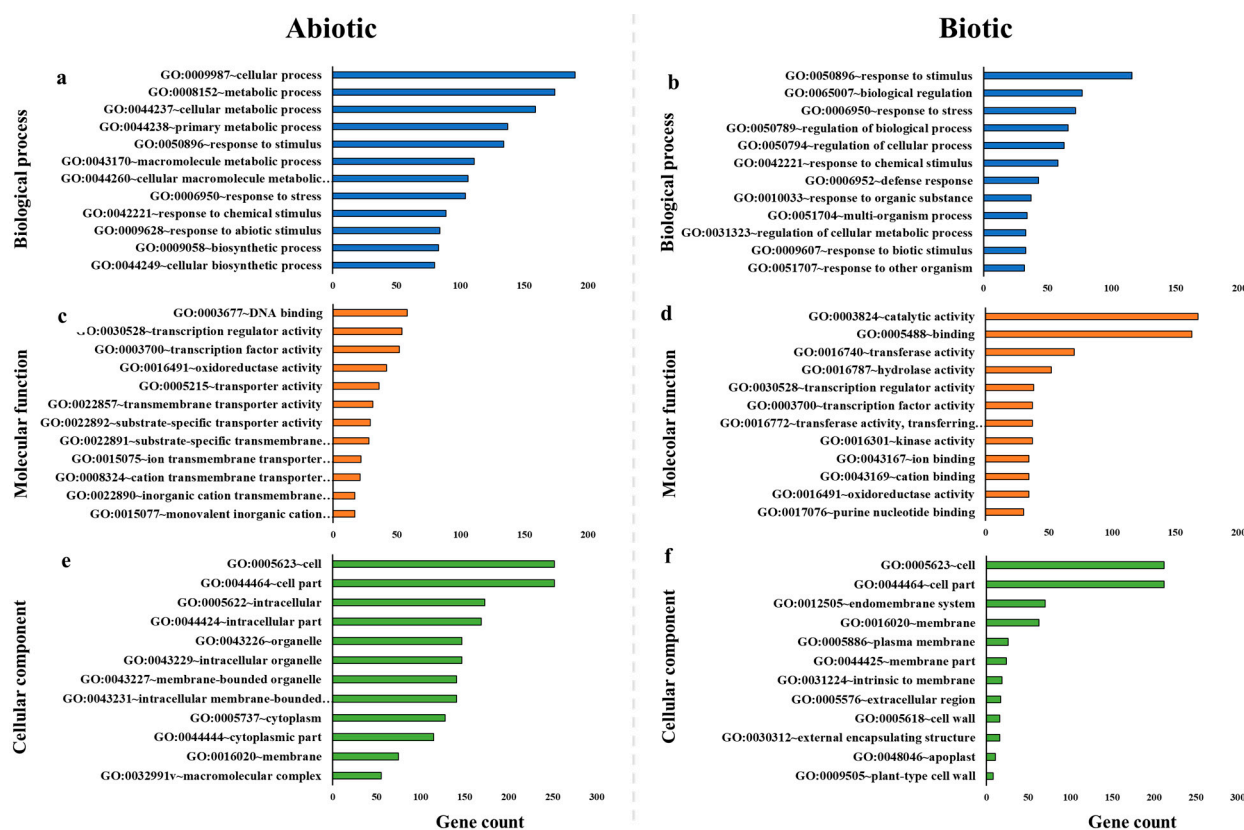 Abiotic
Biotic
a
Biological process
GO:0009987~cellular process
GO:0008152~metabolic process
GO:0044237~cellular metabolic process
GO:0044238~primary metabolic process
GO:0050896~response to stimulus
GO:0043170~macromolecule metabolic process
GO:0044260~cellular macromolecule metabolic..
GO:0006950~response to stress
GO:0042221~response to chemical stimulus
GO:0009628~response to abiotic stimulus
GO:0009058~biosynthetic process
GO:0044249~cellular biosynthetic process
0 50 100 150 200
b
Biological process
GO:0050896~response to stimulus
GO:0065007~biological regulation
GO:0006950~response to stress
GO:0050789~regulation of biological process
GO:0050794~regulation of cellular process
GO:0042221~response to chemical stimulus
GO:0006952~defense response
GO:0010033~response to organic substance
GO:0051704~multi-organism process
GO:0031323~regulation of cellular metabolic process
GO:0009607~response to biotic stimulus
GO:0051707~response to other organism
0 50 100 150 200
c
Molecular function
GO:0003677~DNA binding
GO:0030528~transcription regulator activity
GO:0003700~transcription factor activity
GO:0016491~oxidoreductase activity
GO:0005215~transporter activity
GO:0022857~transmembrane transporter activity
GO:0022892~substrate-specific transporter activity
GO:0022891~substrate-specific transmembrane..
GO:0015075~ion transmembrane transporter..
GO:0008324~cation transmembrane transporter..
GO:0022890~inorganic cation transmembrane..
GO:0015077~monovalent inorganic cation..
0 50 100 150 200
d
Molecolar function
GO:0003824~catalytic activity
GO:0005488~binding
GO:0016740~transferase activity
GO:0016787~hydrolase activity
GO:0030528~transcription regulator activity
GO:0003700~transcription factor activity
GO:0016772~transferase activity, transferring..
GO:0016301~kinase activity
GO:0043167~ion binding
GO:0043169~cation binding
GO:0016491~oxidoreductase activity
GO:0017076~purine nucleotide binding
0 50 100 150 200
e
Cellular component
GO:0005623~cell
GO:0044464~cell part
GO:0005622~intracellular
GO:0044424~intracellular part
GO:0043226~organelle
GO:0043229~intracellular organelle
GO:0043227~membrane-bounded organelle
GO:0043231~intracellular membrane-bounded..
GO:0005737~cytoplasm
GO:0044444~cytoplasmic part
GO:0016020~membrane
GO:0032991v~macromolecular complex
0 50 100 150 200 250 300
Gene count
f
Cellular component
GO:0005623~cell
GO:0044464~cell part
GO:0012505~endomembrane system
GO:0016020~membrane
GO:0005886~plasma membrane
GO:0044425~membrane part
GO:0031224~intrinsic to membrane
GO:0005576~extracellular region
GO:0005618~cell wall
GO:0030312~external encapsulating structure
GO:0048046~apoplast
GO:0009505~plant-type cell wall
0 50 100 150 200 250 300
Gene count